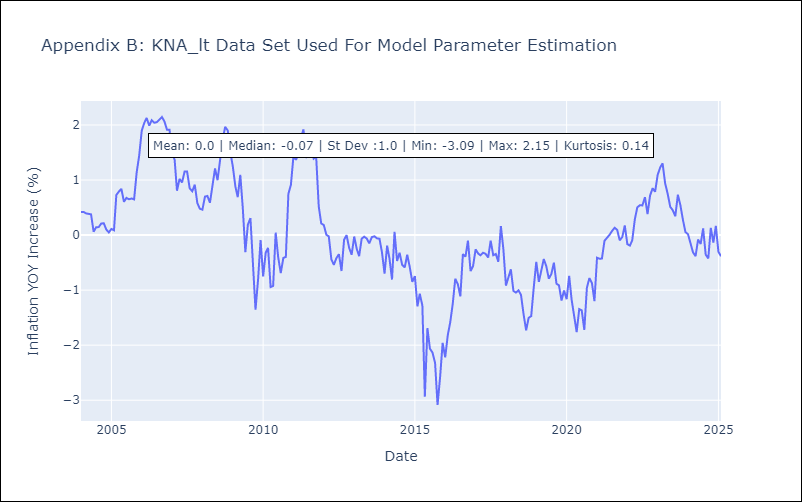 Appendix B: KNA_lt Data Set Used For Model Parameter Estimation
Mean: 0.0 | Median: -0.07 | St Dev :1.0 | Min: -3.09 | Max: 2.15 | Kurtosis: 0.14
Inflation YOY Increase (%)
2
1
0
−1
−2
−3
2005 2010 2015 2020 2025
Date